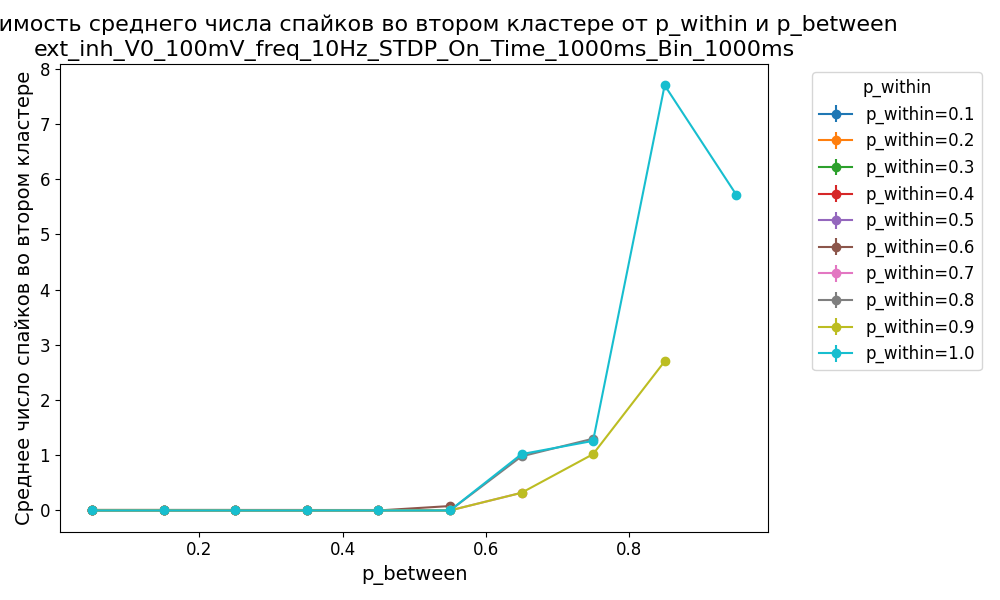 имость среднего числа спайков во втором кластере от p_within и p_between
ext_inh_V0_100mV_freq_10Hz_STDP_On_Time_1000ms_Bin_1000ms
Среднее число спайков во втором кластере
8
7
6
5
4
3
2
1
0
0.2
0.4
0.6
0.8
p_between
p_within
p_within=0.1
p_within=0.2
p_within=0.3
p_within=0.4
p_within=0.5
p_within=0.6
p_within=0.7
p_within=0.8
p_within=0.9
p_within=1.0